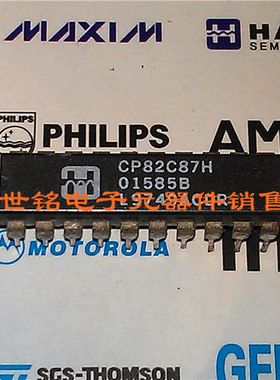 MAXIM
HA
PHILIPS
PHILIPS
AM
CP82C87H
01585B
世铭电子元器件销售
MOTOROLA
SGS-THOMSON
GE